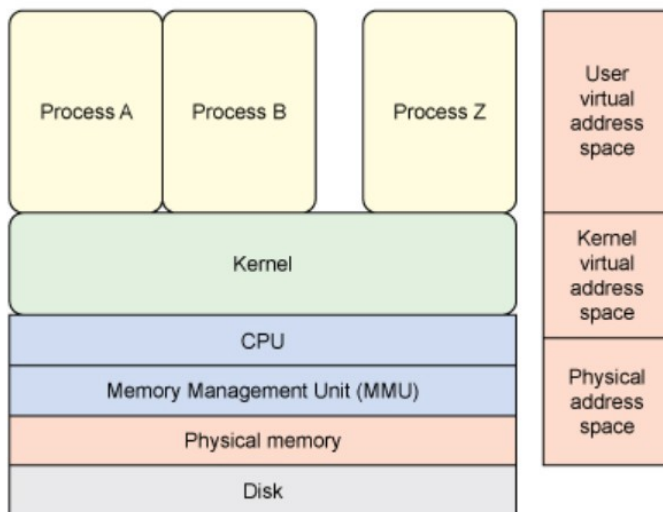 Process A
Process B
Process Z
User
virtual
address
space
Kernel
Kernel
virtual
address
space
CPU
Memory Management Unit (MMU)
Physical
address
space
Physical memory
Disk